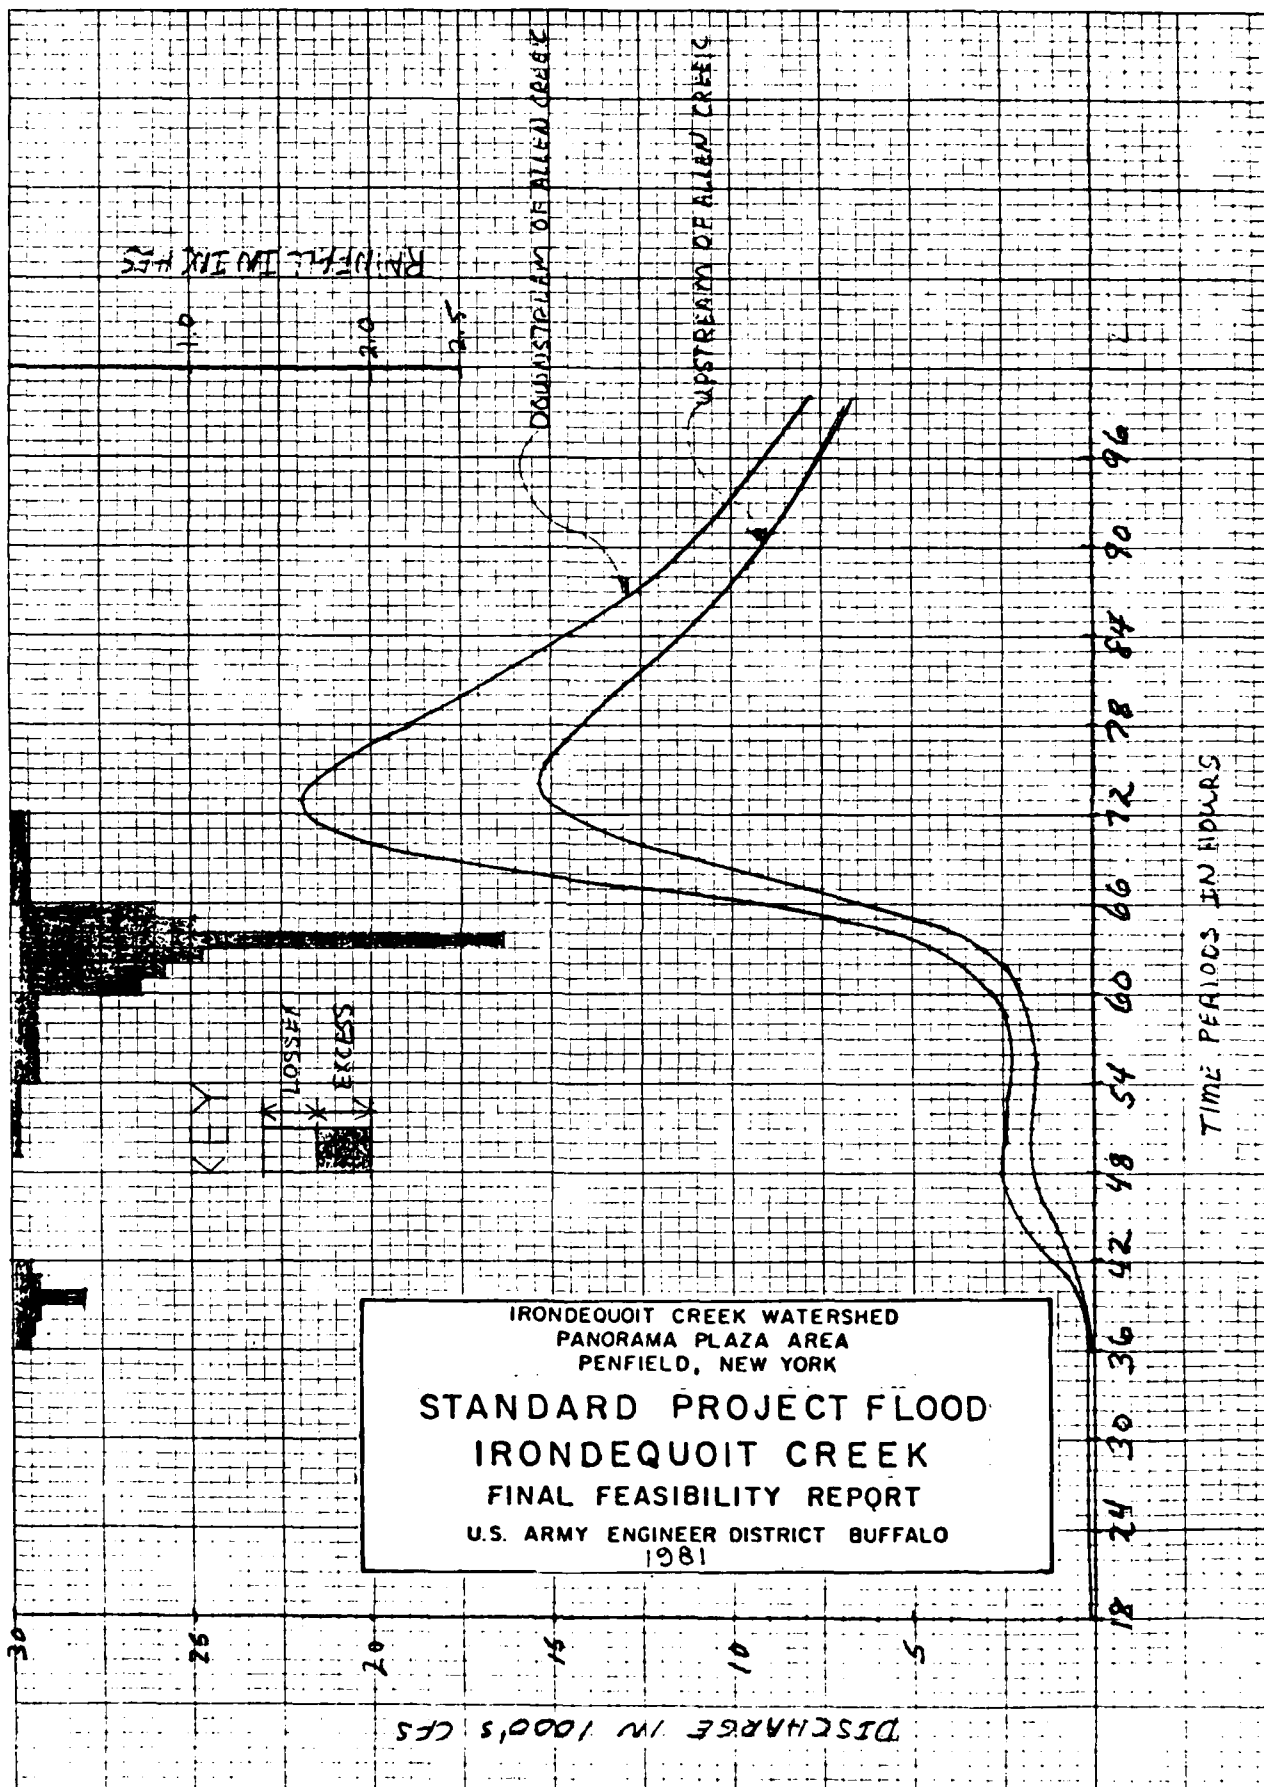 DOWNSTREAM OF ALLEN CREEK
UPSTREAM OF ALLEN CREEK
RAINFALL IN INCHES
1.0
2.0
2.5
KEY
LOSSES
EXCESS
30
25
20
15
10
5
DISCHARGE IN 1000'S CFS
18 24 30 36 42 48 54 60 66 72 78 84 90 96
TIME PERIODS IN HOURS
IRONDEQUOIT CREEK WATERSHED
PANORAMA PLAZA AREA
PENFIELD, NEW YORK
STANDARD PROJECT FLOOD
IRONDEQUOIT CREEK
FINAL FEASIBILITY REPORT
U.S. ARMY ENGINEER DISTRICT BUFFALO
1981